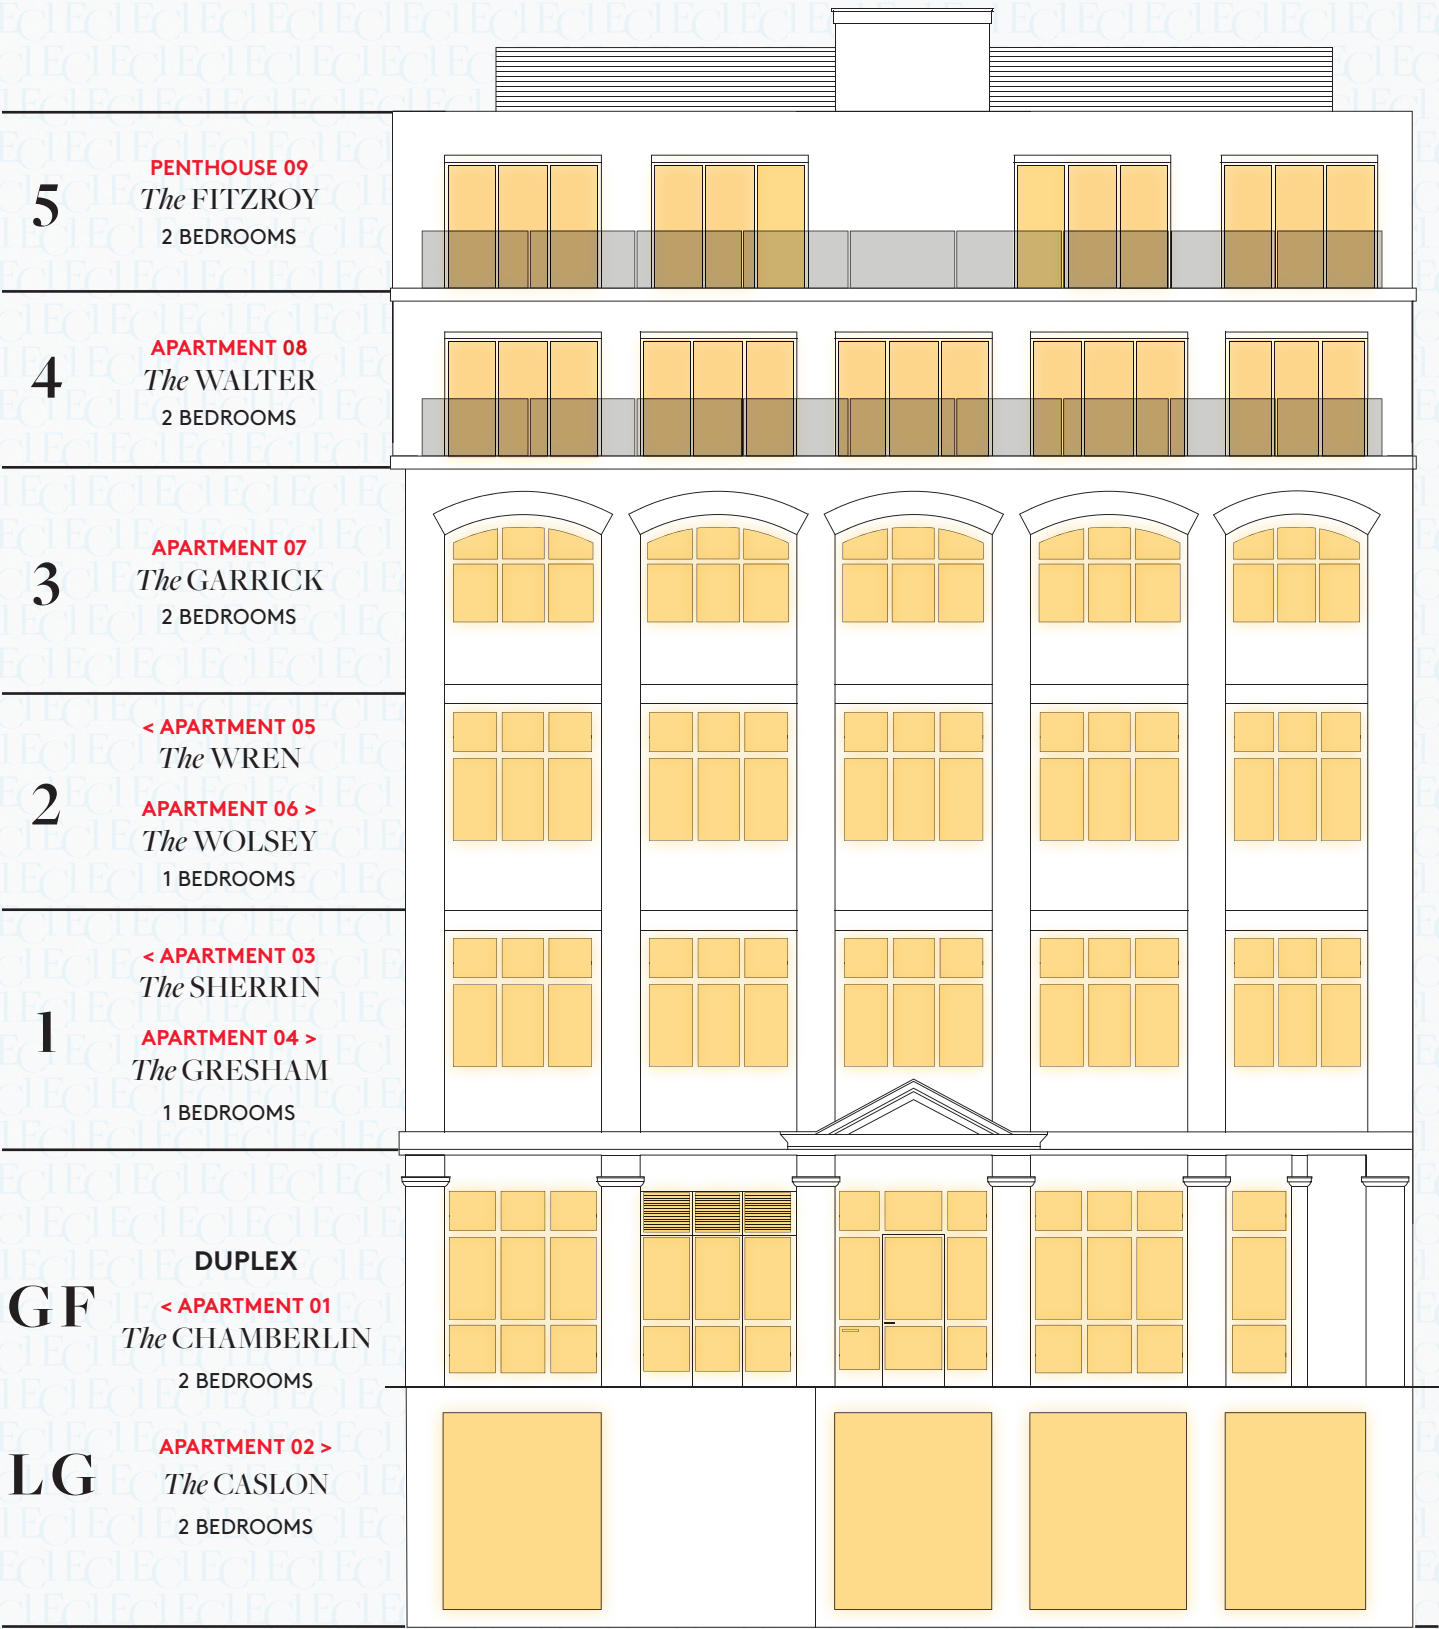 5
PENTHOUSE 09
The FITZROY
2 BEDROOMS
4
APARTMENT 08
The WALTER
2 BEDROOMS
3
APARTMENT 07
The GARRICK
2 BEDROOMS
2
< APARTMENT 05
The WREN
APARTMENT 06 >
The WOLSEY
1 BEDROOMS
1
< APARTMENT 03
The SHERRIN
APARTMENT 04 >
The GRESHAM
1 BEDROOMS
GF
DUPLEX
< APARTMENT 01
The CHAMBERLIN
2 BEDROOMS
LG
APARTMENT 02 >
The CASLON
2 BEDROOMS